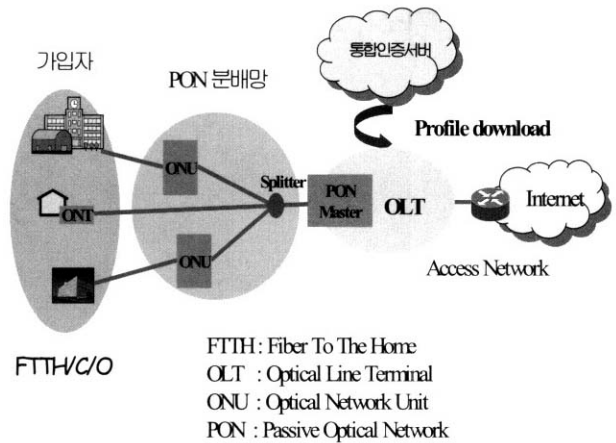 통합인증서버
가입자
PON 분배망
Profile download
ONU
Splitter
PON
Master
OLT
Internet
ONT
ONU
Access Network
FTTH/C/O
FTTH : Fiber To The Home
OLT : Optical Line Terminal
ONU : Optical Network Unit
PON : Passive Optical Network